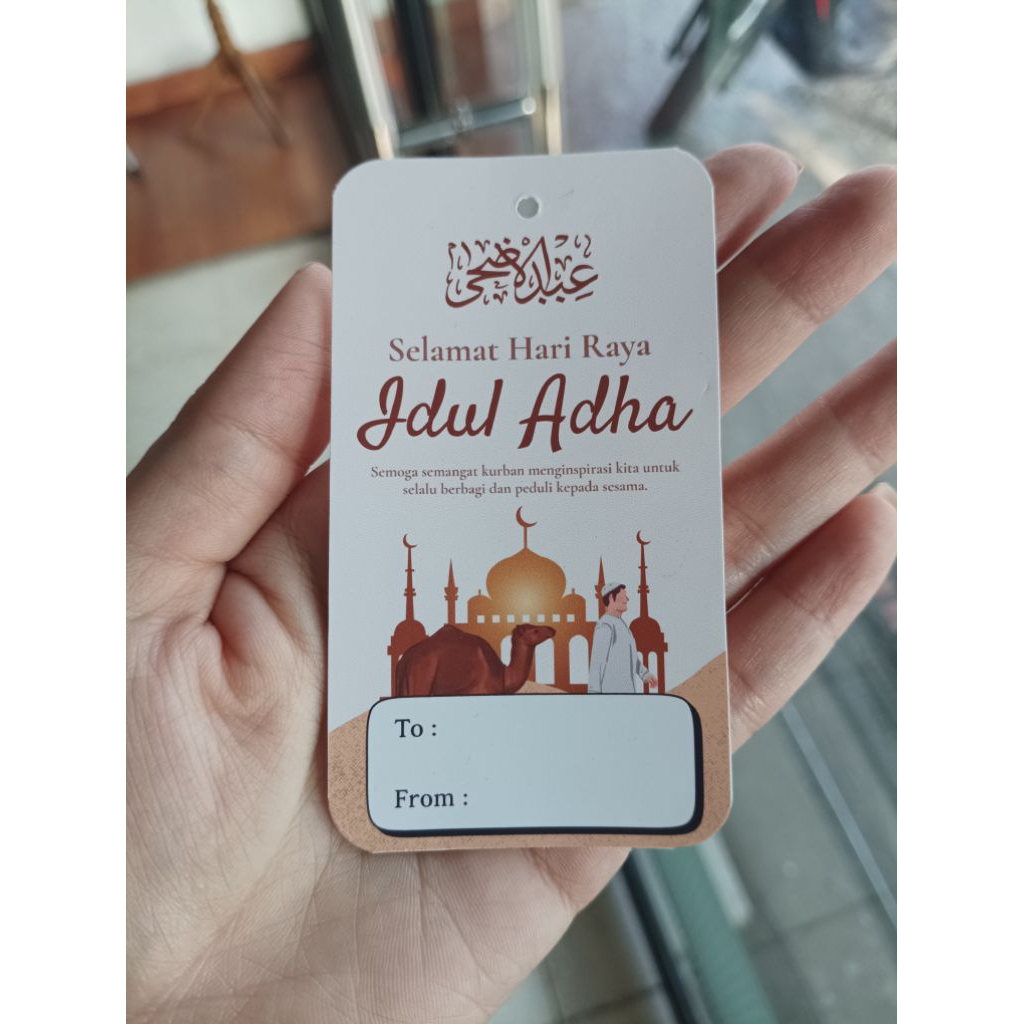 عيد الاضحى
Selamat Hari Raya
Idul Adha
Semoga semangat kurban menginspirasi kita untuk
selalu berbagi dan peduli kepada sesama.
To :
From :